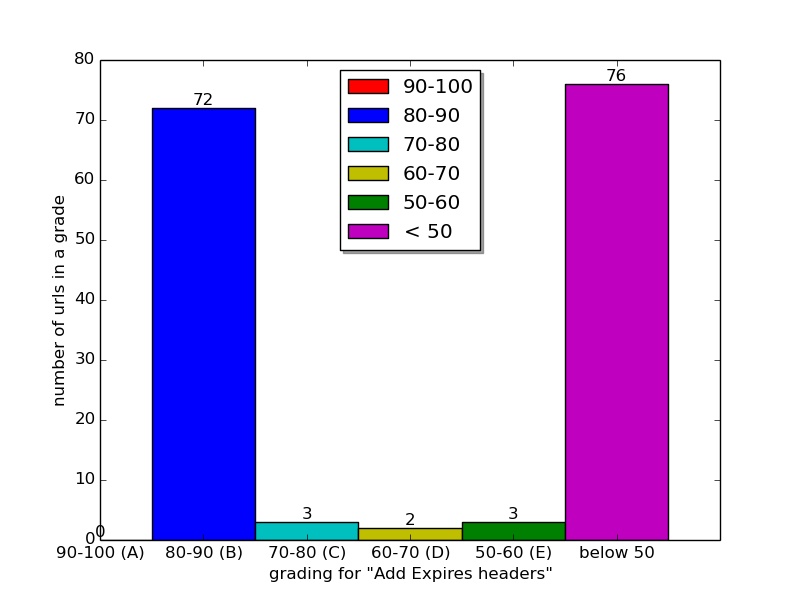 80
70
60
50
40
30
20
10
0
number of urls in a grade
0
72
3
2
3
76
90-100
80-90
70-80
60-70
50-60
< 50
90-100 (A)
80-90 (B)
70-80 (C)
60-70 (D)
50-60 (E)
below 50
grading for "Add Expires headers"